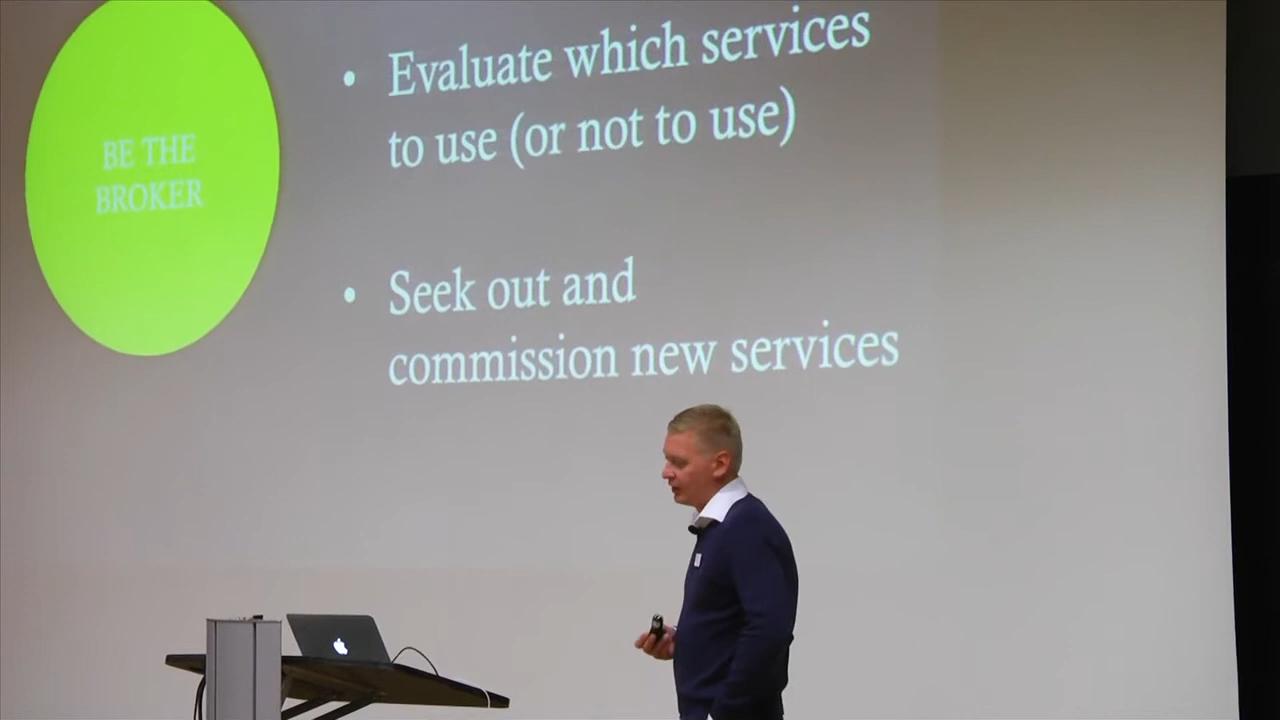 BE THE
BROKER
• Evaluate which services
to use (or not to use)
• Seek out and
commission new services